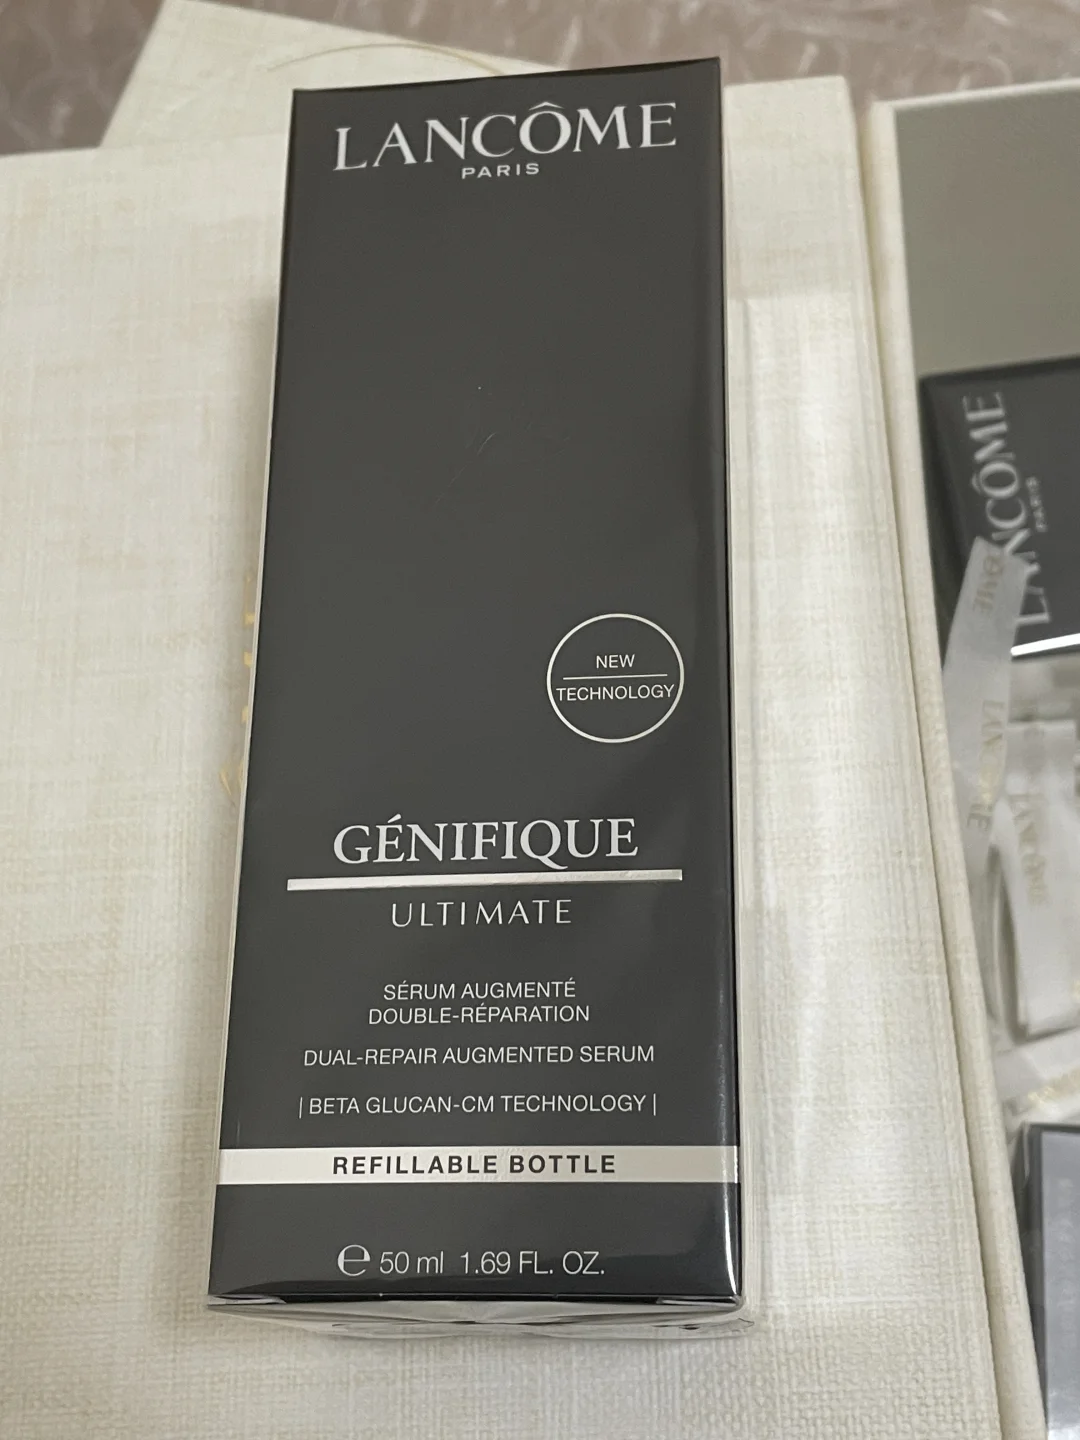 LANCÔME
PARIS
NEW
TECHNOLOGY
GÉNIFIQUE
ULTIMATE
SÉRUM AUGMENTÉ
DOUBLE-RÉPARATION
DUAL-REPAIR AUGMENTED SERUM
| BETA GLUCAN-CM TECHNOLOGY |
REFILLABLE BOTTLE
℮ 50 ml 1.69 FL. OZ.
LANCÔME
PARIS
LANCÔME